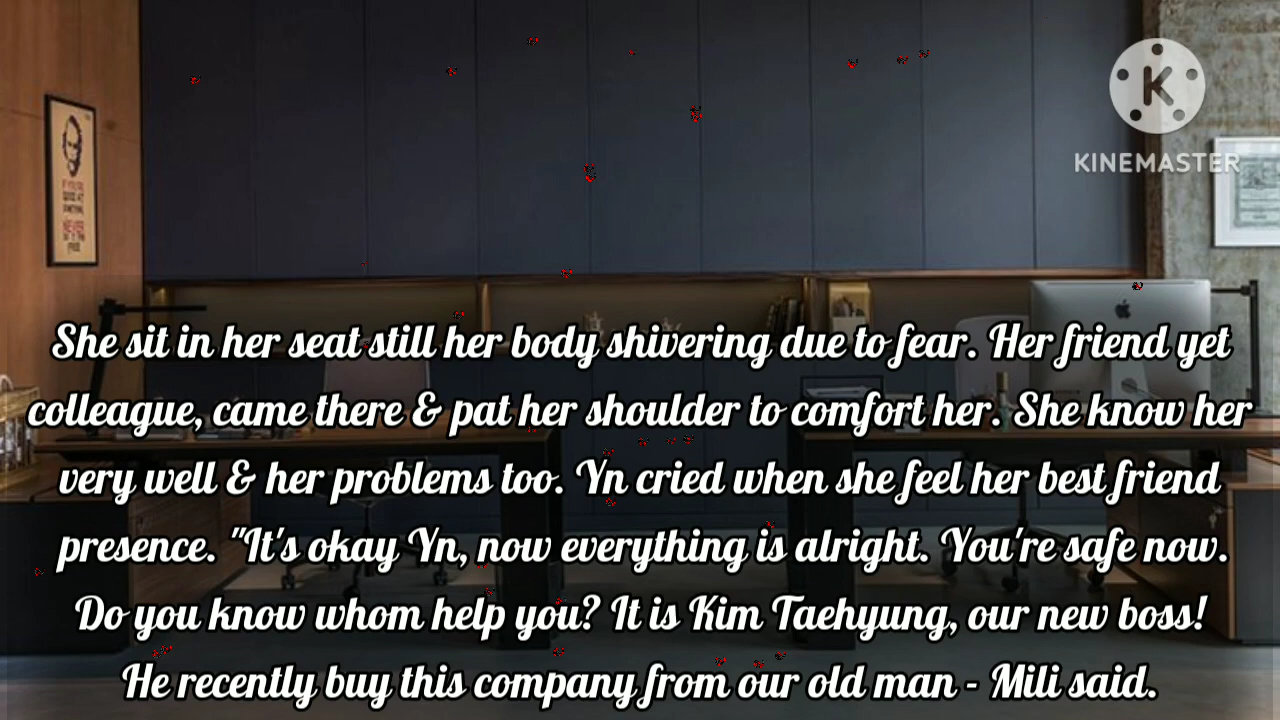 K
KINEMASTER
NEVER
She sit in her seat still her body shivering due to fear. Her friend yet
colleague, came there & pat her shoulder to comfort her. She know her
very well & her problems too. Yn cried when she feel her best friend
presence. "It's okay Yn, now everything is alright. You're safe now.
Do you know whom help you? It is Kim Taehyung, our new boss!
He recently buy this company from our old man - Mili said.